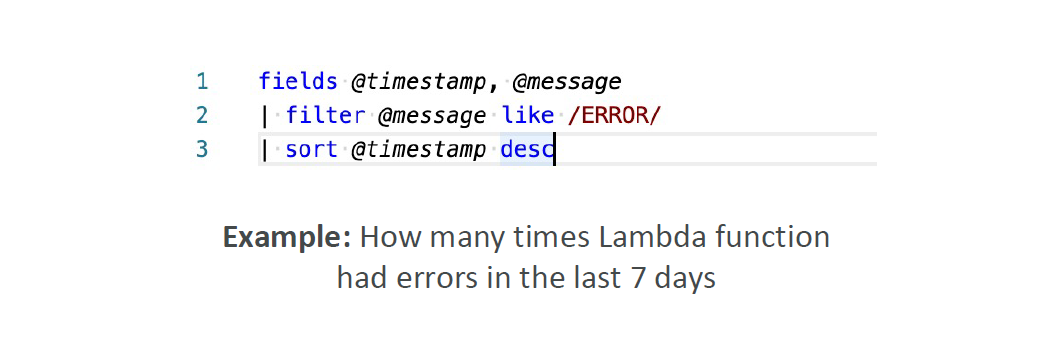 1 fields @timestamp, @message
2 | filter @message like /ERROR/
3 | sort @timestamp desc
Example: How many times Lambda function
had errors in the last 7 days